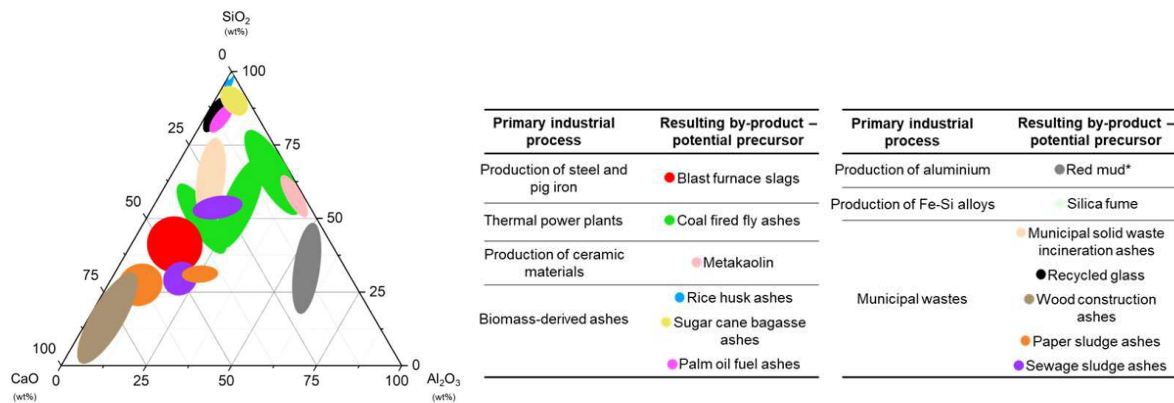 SiO₂
(wt%)
0
100
25
75
50
50
75
25
100
0
CaO
(wt%)
0
25
50
75
100
Al₂O₃
(wt%)
Primary industrial process
Resulting by-product – potential precursor
Production of steel and pig iron
Blast furnace slags
Thermal power plants
Coal fired fly ashes
Production of ceramic materials
Metakaolin
Biomass-derived ashes
Rice husk ashes
Sugar cane bagasse ashes
Palm oil fuel ashes
Primary industrial process
Resulting by-product – potential precursor
Production of aluminium
Red mud*
Production of Fe-Si alloys
Silica fume
Municipal wastes
Municipal solid waste incineration ashes
Recycled glass
Wood construction ashes
Paper sludge ashes
Sewage sludge ashes